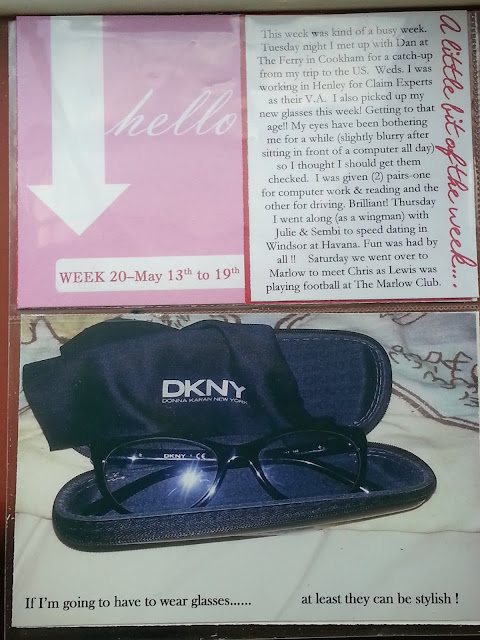 hello
WEEK 20–May 13th to 19th
This week was kind of a busy week.
Tuesday night I met up with Dan at
The Ferry in Cookham for a catch-up
from my trip to the US.  Weds. I was
working in Henley for Claim Experts
as their V.A.  I also picked up my
new glasses this week! Getting to that
age!! My eyes have been bothering
me for a while (slightly blurry after
sitting in front of a computer all day)
so I thought I should get them
checked.  I was given (2) pairs-one
for computer work & reading and the
other for driving. Brilliant! Thursday
I went along (as a wingman) with
Julie & Sembi to speed dating in
Windsor at Havana. Fun was had by
all !!    Saturday we went over to
Marlow to meet Chris as Lewis was
playing football at The Marlow Club.
A little bit of the week...
DKNY
DONNA KARAN NEW YORK
DKNY CE
If I'm going to have to wear glasses...... at least they can be stylish !